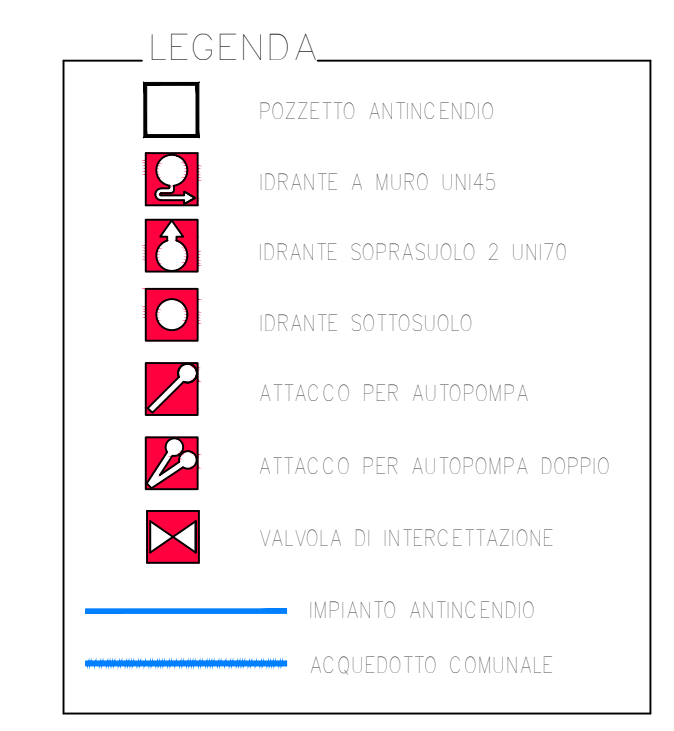 LEGENDA
POZZETTO ANTINCENDIO
IDRANTE A MURO UNI45
IDRANTE SOPRASUOLO 2 UNI70
IDRANTE SOTTOSUOLO
ATTACCO PER AUTOPOMPA
ATTACCO PER AUTOPOMPA DOPPIO
VALVOLA DI INTERCETTAZIONE
IMPIANTO ANTINCENDIO
ACQUEDOTTO COMUNALE